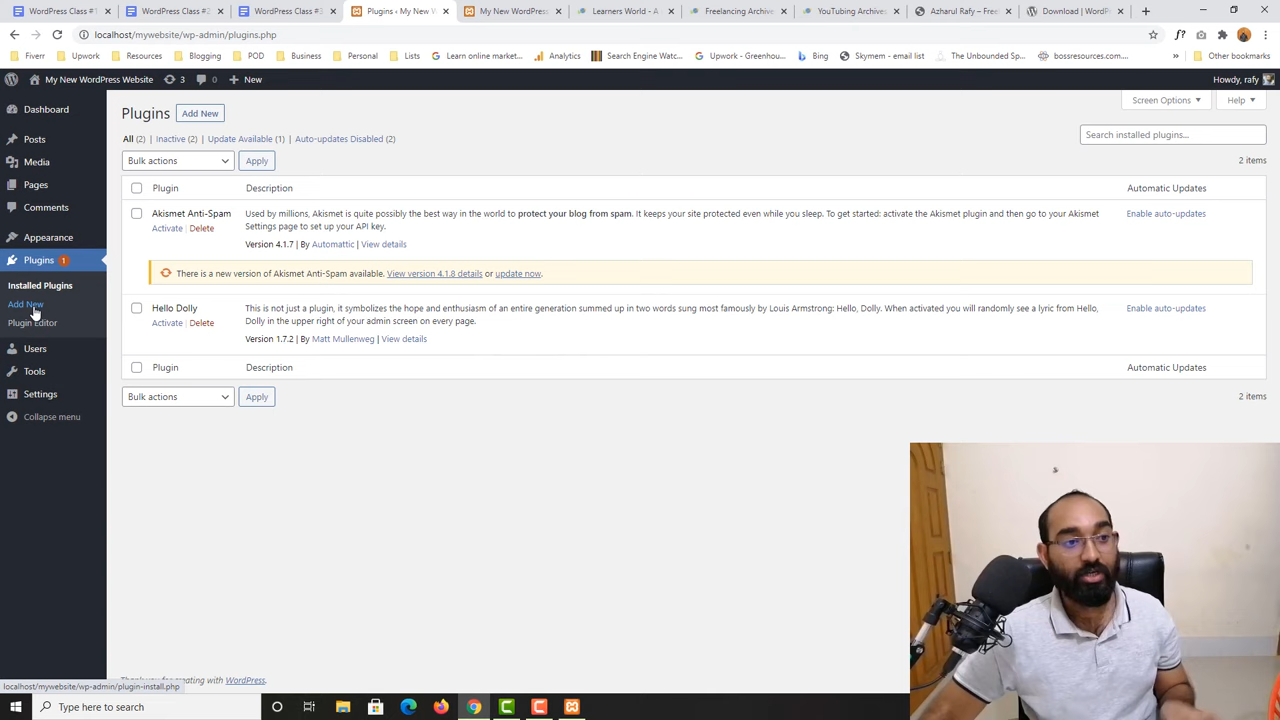 WordPress Class #1
WordPress Class #2
WordPress Class #3
Plugins ‹ My New W
My New WordPress
Learners World - A
Freelancing Archive
YouTubing Archives
Azharul Rafy – Free
Download | WordPr
localhost/mywebsite/wp-admin/plugins.php
Fiverr
Upwork
Resources
Blogging
POD
Business
Personal
Lists
Learn online market...
Analytics
Search Engine Watc...
Upwork - Greenhou...
Bing
Skymem - email list
The Unbounded Sp...
bossresources.com...
Other bookmarks
My New WordPress Website
3
0
New
Howdy, rafy
Dashboard
Posts
Media
Pages
Comments
Appearance
Plugins 1
Installed Plugins
Add New
Plugin Editor
Users
Tools
Settings
Collapse menu
Screen Options
Help
Plugins
Add New
All (2) | Inactive (2) | Update Available (1) | Auto-updates Disabled (2)
Search installed plugins...
Bulk actions
Apply
2 items
Plugin
Description
Automatic Updates
Akismet Anti-Spam
Activate | Delete
Used by millions, Akismet is quite possibly the best way in the world to protect your blog from spam. It keeps your site protected even while you sleep. To get started: activate the Akismet plugin and then go to your Akismet
Settings page to set up your API key.
Version 4.1.7 | By Automattic | View details
Enable auto-updates
There is a new version of Akismet Anti-Spam available. View version 4.1.8 details or update now.
Hello Dolly
Activate | Delete
This is not just a plugin, it symbolizes the hope and enthusiasm of an entire generation summed up in two words sung most famously by Louis Armstrong: Hello, Dolly. When activated you will randomly see a lyric from Hello,
Dolly in the upper right of your admin screen on every page.
Version 1.7.2 | By Matt Mullenweg | View details
Enable auto-updates
Plugin
Description
Automatic Updates
Bulk actions
Apply
2 items
Thank you for creating with WordPress.
localhost/mywebsite/wp-admin/plugin-install.php
Type here to search